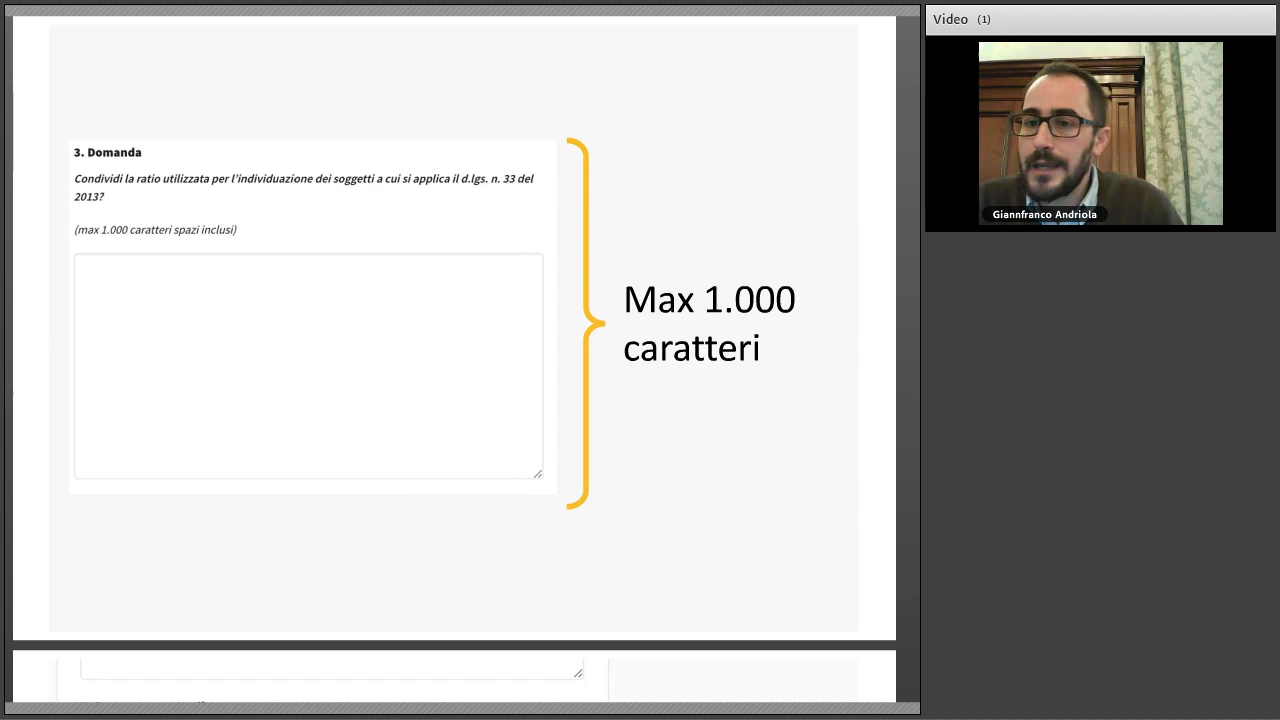 3. Domanda
Condividi la ratio utilizzata per l'individuazione dei soggetti a cui si applica il d.lgs. n. 33 del
2013?
(max 1.000 caratteri spazi inclusi)
Max 1.000
caratteri
Video (1)
Giannfranco Andriola